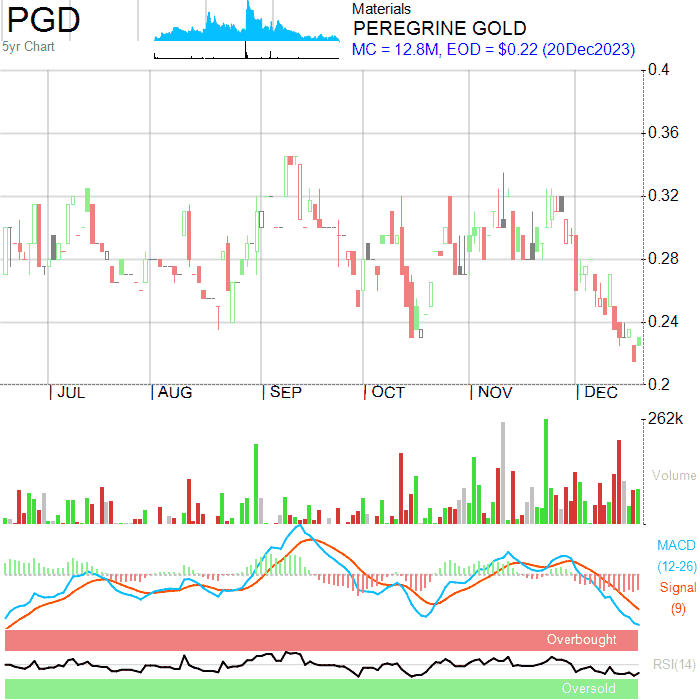 PGD
5yr Chart
Materials
PEREGRINE GOLD
MC = 12.8M, EOD = $0.22 (20Dec2023)
0.4
0.36
0.32
0.28
0.24
0.2
JUL
AUG
SEP
OCT
NOV
DEC
262k
Volume
MACD
(12-26)
Signal
(9)
Overbought
RSI(14)
Oversold